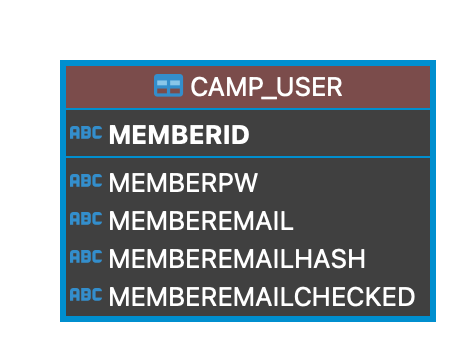 CAMP_USER
ABC MEMBERID
ABC MEMBERPW
ABC MEMBEREMAIL
ABC MEMBEREMAILHASH
ABC MEMBEREMAILCHECKED